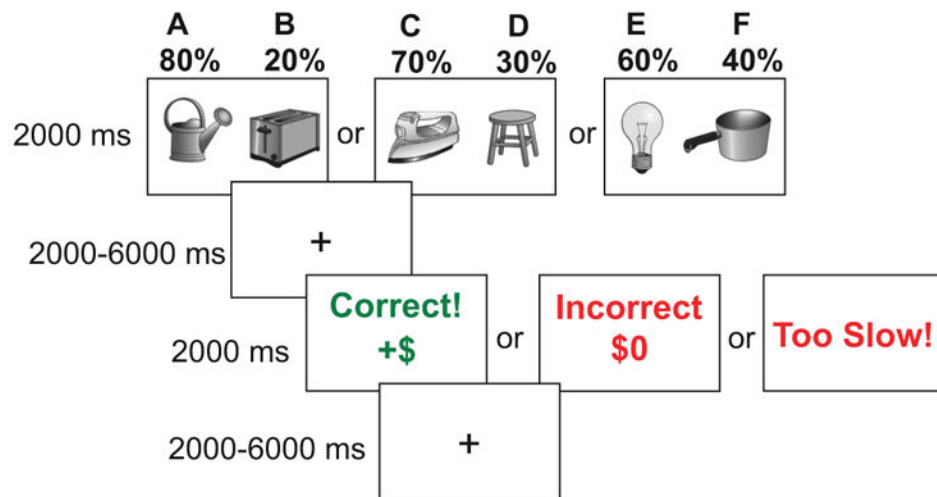 A B C D E F
80% 20% 70% 30% 60% 40%
2000 ms or or
2000-6000 ms +
Correct! Incorrect
+$ $0
2000 ms or or Too Slow!
2000-6000 ms +